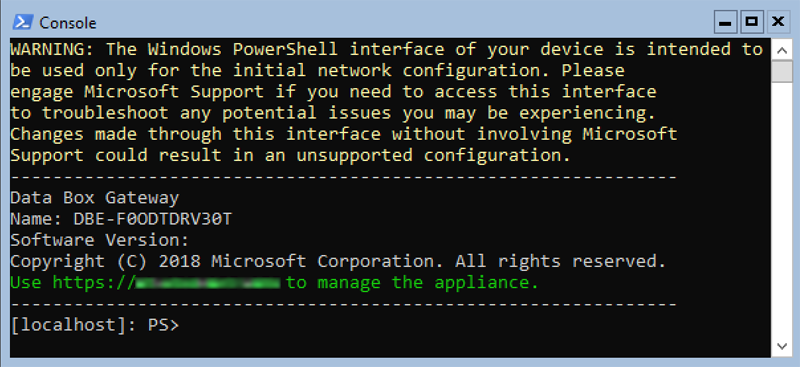 Console
WARNING: The Windows PowerShell interface of your device is intended to
be used only for the initial network configuration. Please
engage Microsoft Support if you need to access this interface
to troubleshoot any potential issues you may be experiencing.
Changes made through this interface without involving Microsoft
Support could result in an unsupported configuration.
------------------------------------------------------------------
Data Box Gateway
Name: DBE-F0ODTDRV30T
Software Version:
Copyright (C) 2018 Microsoft Corporation. All rights reserved.
Use https:// to manage the appliance.
------------------------------------------------------------------
[localhost]: PS>